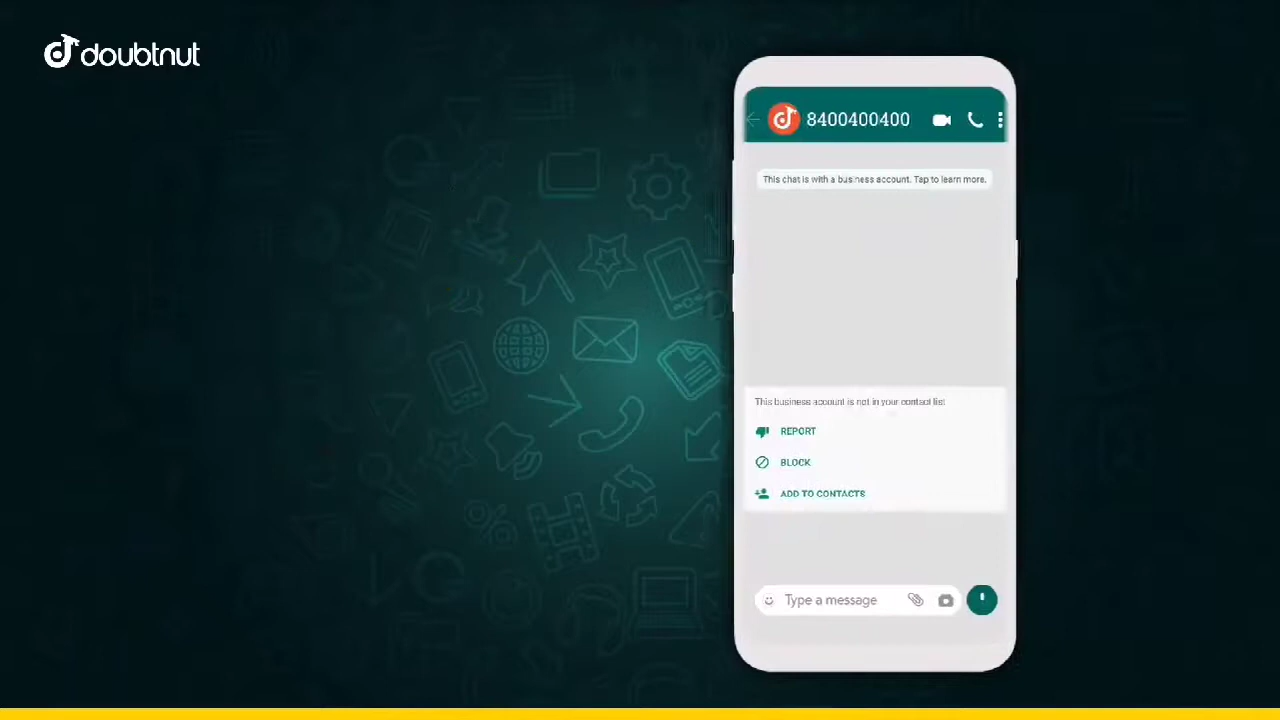 doubtnut
8400400400
This chat is with a business account. Tap to learn more.
This business account is not in your contact list
REPORT
BLOCK
ADD TO CONTACTS
Type a message